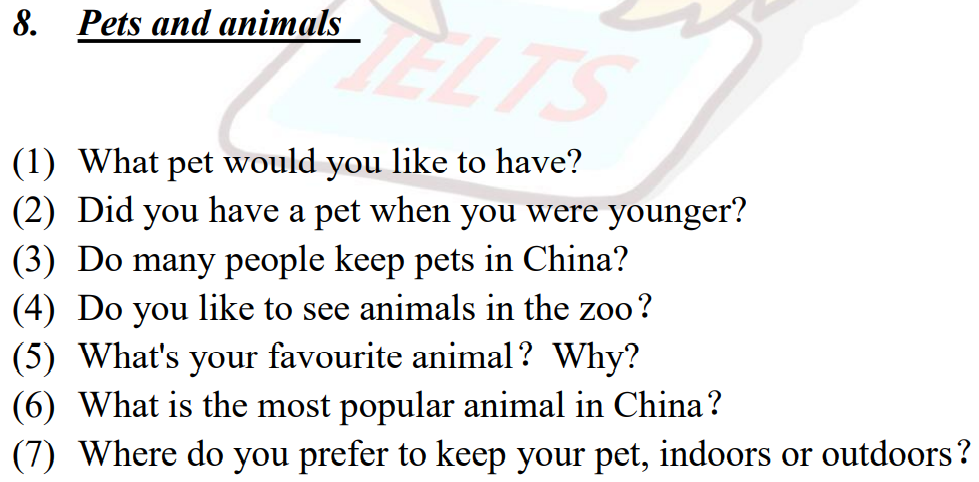 8. Pets and animals
IELTS
(1) What pet would you like to have?
(2) Did you have a pet when you were younger?
(3) Do many people keep pets in China?
(4) Do you like to see animals in the zoo?
(5) What's your favourite animal? Why?
(6) What is the most popular animal in China?
(7) Where do you prefer to keep your pet, indoors or outdoors?